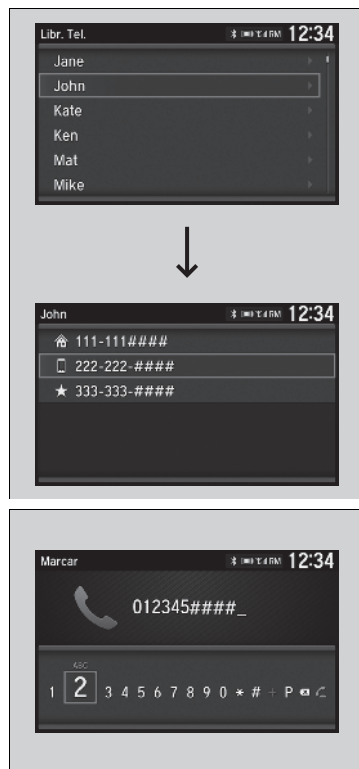 Libr. Tel. 12:34
Jane
John
Kate
Ken
Mat
Mike
John 12:34
111-111####
222-222-####
333-333-####
Marcar 12:34
012345####_
ABC
1 2 3 4 5 6 7 8 9 0 * # + P